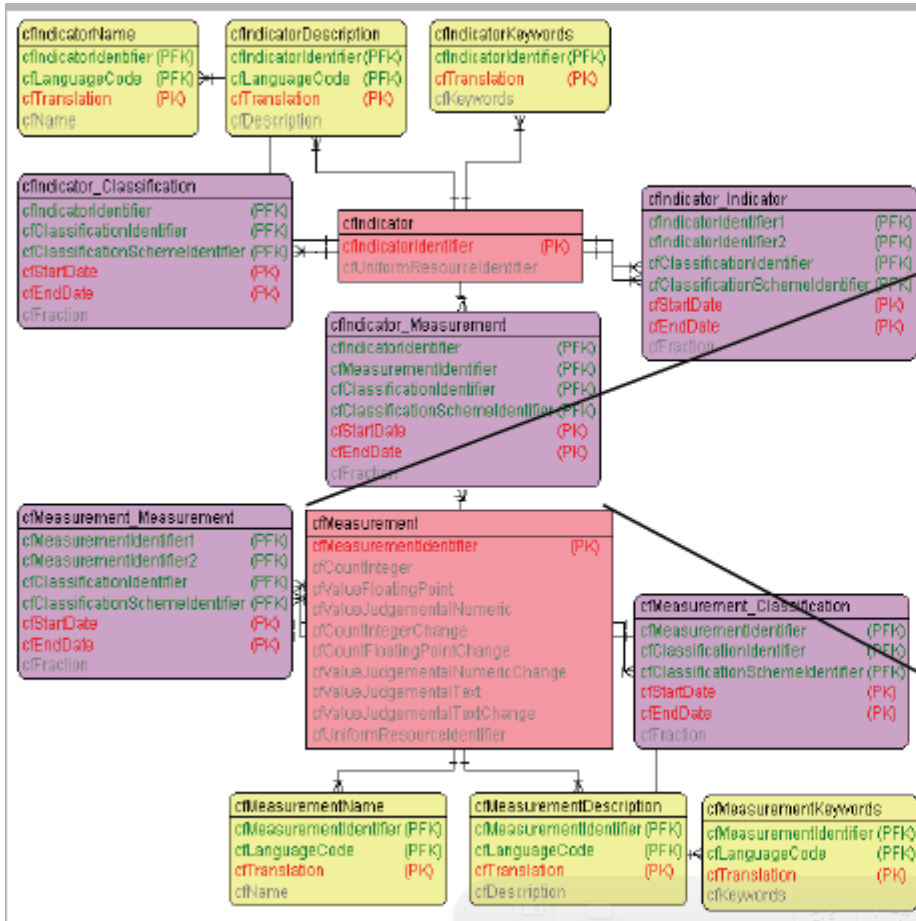 cfIndicatorName
cfIndicatorIdentifier (PFK)
cfLanguageCode (PFK)
cfTranslation (PK)
cfName
cfIndicatorDescription
cfIndicatorIdentifier (PFK)
cfLanguageCode (PFK)
cfTranslation (PK)
cfDescription
cfIndicatorKeywords
cfIndicatorIdentifier (PFK)
cfTranslation (PK)
cfKeywords
cfIndicator_Classification
cfIndicatorIdentifier (PFK)
cfClassificationIdentifier (PFK)
cfClassificationSchemeIdentifier (PFK)
cfStartDate (PK)
cfEndDate (PK)
cfFraction
cfIndicator
cfIndicatorIdentifier (PK)
cfUniformResourceIdentifier
cfIndicator_Indicator
cfIndicatorIdentifier1 (PFK)
cfIndicatorIdentifier2 (PFK)
cfClassificationIdentifier (PFK)
cfClassificationSchemeIdentifier (PFK)
cfStartDate (PK)
cfEndDate (PK)
cfFraction
cfIndicator_Measurement
cfIndicatorIdentifier (PFK)
cfMeasurementIdentifier (PFK)
cfClassificationIdentifier (PFK)
cfClassificationSchemeIdentifier (PFK)
cfStartDate (PK)
cfEndDate (PK)
cfFraction
cfMeasurement_Measurement
cfMeasurementIdentifier1 (PFK)
cfMeasurementIdentifier2 (PFK)
cfClassificationIdentifier (PFK)
cfClassificationSchemeIdentifier (PFK)
cfStartDate (PK)
cfEndDate (PK)
cfFraction
cfMeasurement
cfMeasurementIdentifier (PK)
cfCountInteger
cfValueFloatingPoint
cfValueJudgementalNumeric
cfCountIntegerChange
cfCountFloatingPointChange
cfValueJudgementalNumericChange
cfValueJudgementalText
cfValueJudgementalTextChange
cfUniformResourceIdentifier
cfMeasurement_Classification
cfMeasurementIdentifier (PFK)
cfClassificationIdentifier (PFK)
cfClassificationSchemeIdentifier (PFK)
cfStartDate (PK)
cfEndDate (PK)
cfFraction
cfMeasurementName
cfMeasurementIdentifier (PFK)
cfLanguageCode (PFK)
cfTranslation (PK)
cfName
cfMeasurementDescription
cfMeasurementIdentifier (PFK)
cfLanguageCode (PFK)
cfTranslation (PK)
cfDescription
cfMeasurementKeywords
cfMeasurementIdentifier (PFK)
cfLanguageCode (PFK)
cfTranslation (PK)
cfKeywords